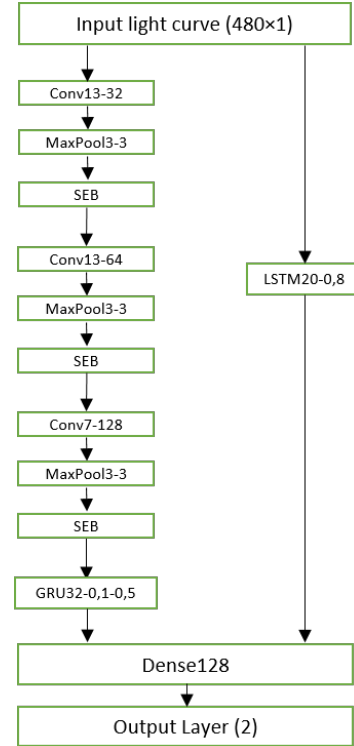 Input light curve (480×1)
Conv13-32
MaxPool3-3
SEB
Conv13-64
MaxPool3-3
SEB
Conv7-128
MaxPool3-3
SEB
GRU32-0,1-0,5
LSTM20-0,8
Dense128
Output Layer (2)